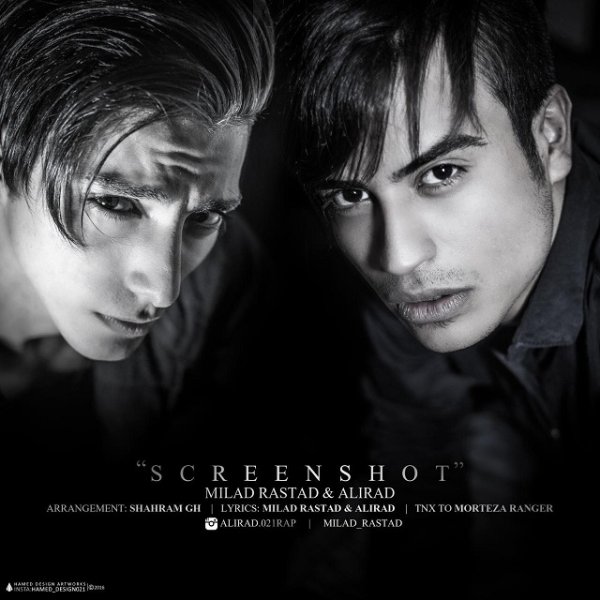 “SCREENSHOT”
MILAD RASTAD & ALIRAD
ARRANGEMENT: SHAHRAM GH | LYRICS: MILAD RASTAD & ALIRAD | TNX TO MORTEZA RANGER
ALIRAD.021RAP | MILAD_RASTAD
HAMED DESIGN ARTWORKS
INSTA:HAMED_DESIGN021 |©2016